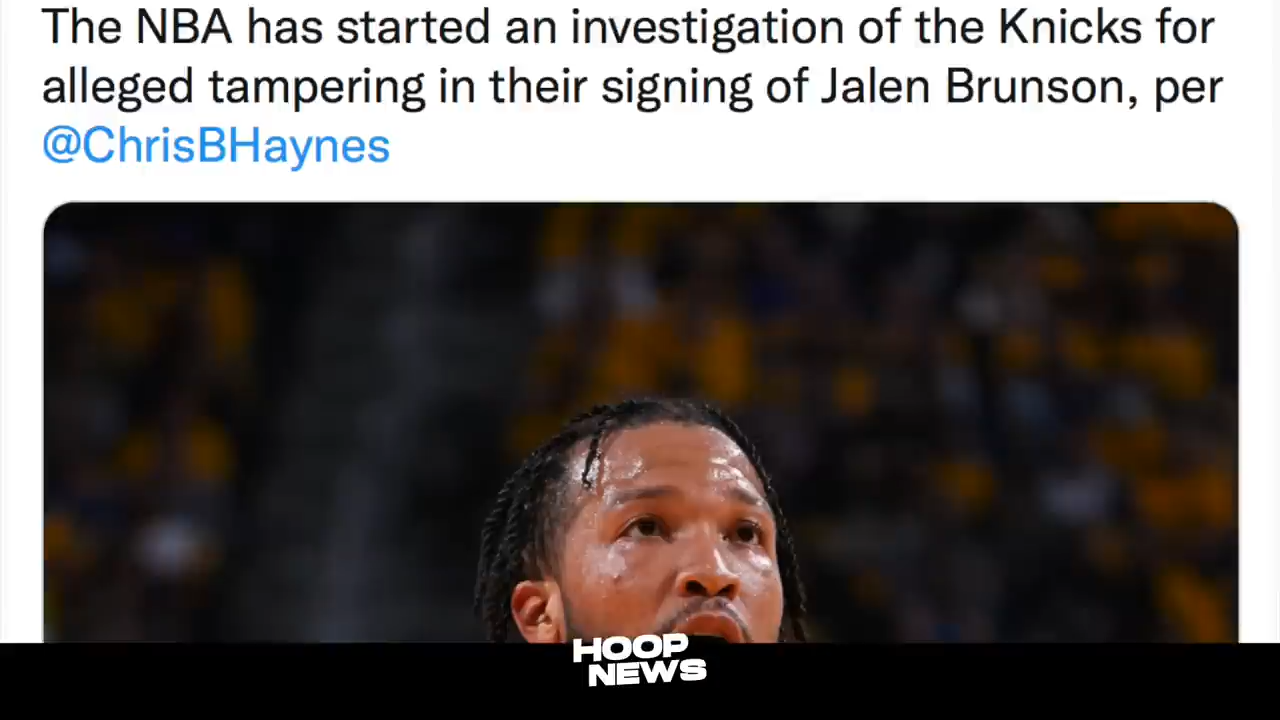 The NBA has started an investigation of the Knicks for
alleged tampering in their signing of Jalen Brunson, per
@ChrisBHaynes
HOOP
NEWS